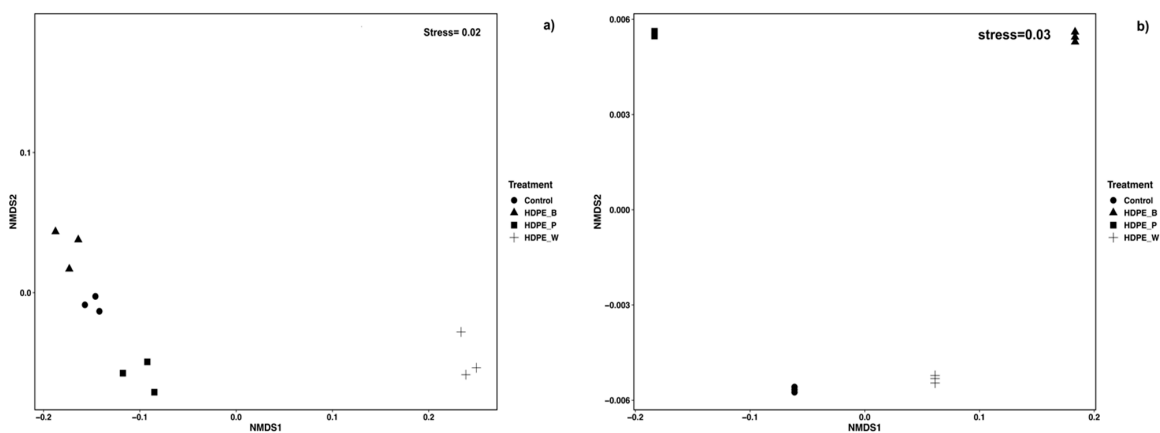 Stress= 0.02
a)
0.1
0.0
NMDS2
−0.2
−0.1
0.0
0.1
0.2
NMDS1
Treatment
Control
HDPE_B
HDPE_P
HDPE_W
stress=0.03
b)
0.006
0.003
0.000
−0.003
−0.006
NMDS2
−0.2
−0.1
0.0
0.1
0.2
NMDS1
Treatment
Control
HDPE_B
HDPE_P
HDPE_W